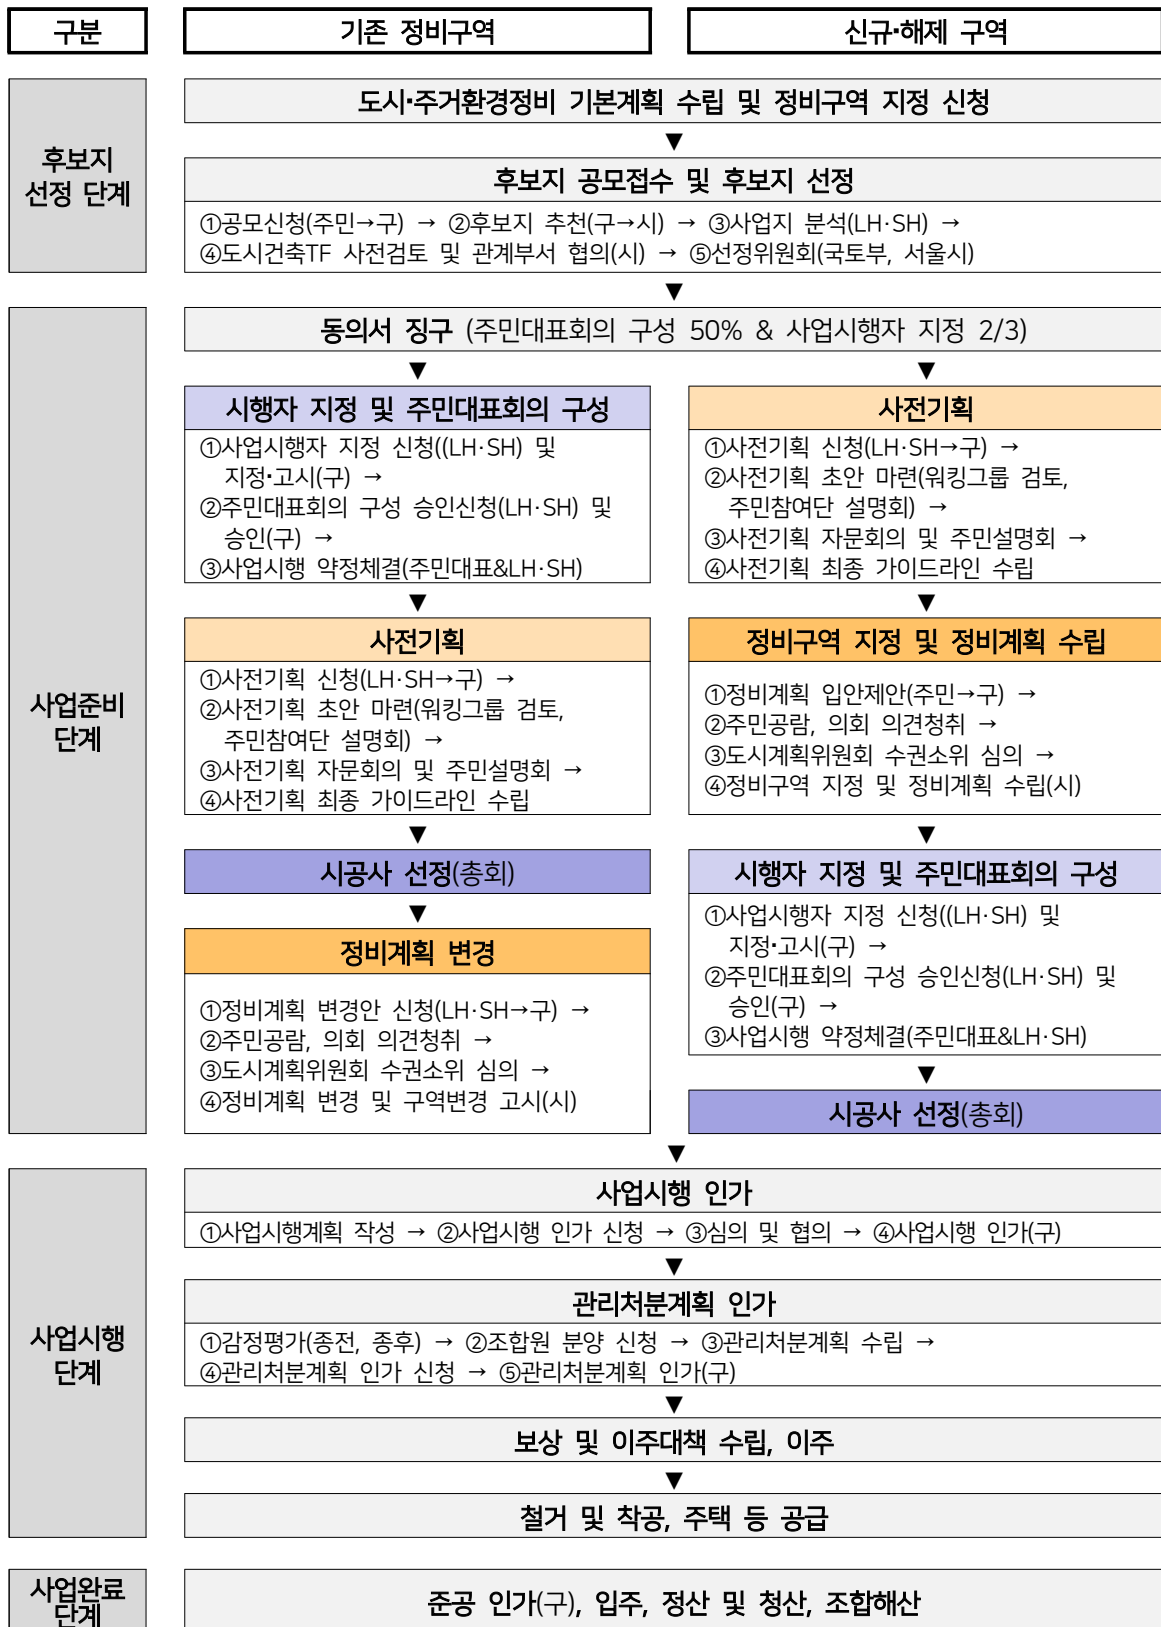 구분
기존 정비구역
신규·해제 구역
후보지
선정 단계
도시·주거환경정비 기본계획 수립 및 정비구역 지정 신청
▼
후보지 공모접수 및 후보지 선정
①공모신청(주민→구) → ②후보지 추천(구→시) → ③사업지 분석(LH·SH) →
④도시건축TF 사전검토 및 관계부서 협의(시) → ⑤선정위원회(국토부, 서울시)
▼
사업준비
단계
동의서 징구 (주민대표회의 구성 50% & 사업시행자 지정 2/3)
▼
시행자 지정 및 주민대표회의 구성
①사업시행자 지정 신청((LH·SH) 및
지정·고시(구) →
②주민대표회의 구성 승인신청(LH·SH) 및
승인(구) →
③사업시행 약정체결(주민대표&LH·SH)
▼
사전기획
①사전기획 신청(LH·SH→구) →
②사전기획 초안 마련(워킹그룹 검토,
주민참여단 설명회) →
③사전기획 자문회의 및 주민설명회 →
④사전기획 최종 가이드라인 수립
▼
시공사 선정(총회)
▼
정비계획 변경
①정비계획 변경안 신청(LH·SH→구) →
②주민공람, 의회 의견청취 →
③도시계획위원회 수권소위 심의 →
④정비계획 변경 및 구역변경 고시(시)
▼
사전기획
①사전기획 신청(LH·SH→구) →
②사전기획 초안 마련(워킹그룹 검토,
주민참여단 설명회) →
③사전기획 자문회의 및 주민설명회 →
④사전기획 최종 가이드라인 수립
▼
정비구역 지정 및 정비계획 수립
①정비계획 입안제안(주민→구) →
②주민공람, 의회 의견청취 →
③도시계획위원회 수권소위 심의 →
④정비구역 지정 및 정비계획 수립(시)
▼
시행자 지정 및 주민대표회의 구성
①사업시행자 지정 신청((LH·SH) 및
지정·고시(구) →
②주민대표회의 구성 승인신청(LH·SH) 및
승인(구) →
③사업시행 약정체결(주민대표&LH·SH)
▼
시공사 선정(총회)
▼
사업시행
단계
사업시행 인가
①사업시행계획 작성 → ②사업시행 인가 신청 → ③심의 및 협의 → ④사업시행 인가(구)
▼
관리처분계획 인가
①감정평가(종전, 종후) → ②조합원 분양 신청 → ③관리처분계획 수립 →
④관리처분계획 인가 신청 → ⑤관리처분계획 인가(구)
▼
보상 및 이주대책 수립, 이주
▼
철거 및 착공, 주택 등 공급
사업완료
단계
준공 인가(구), 입주, 정산 및 청산, 조합해산